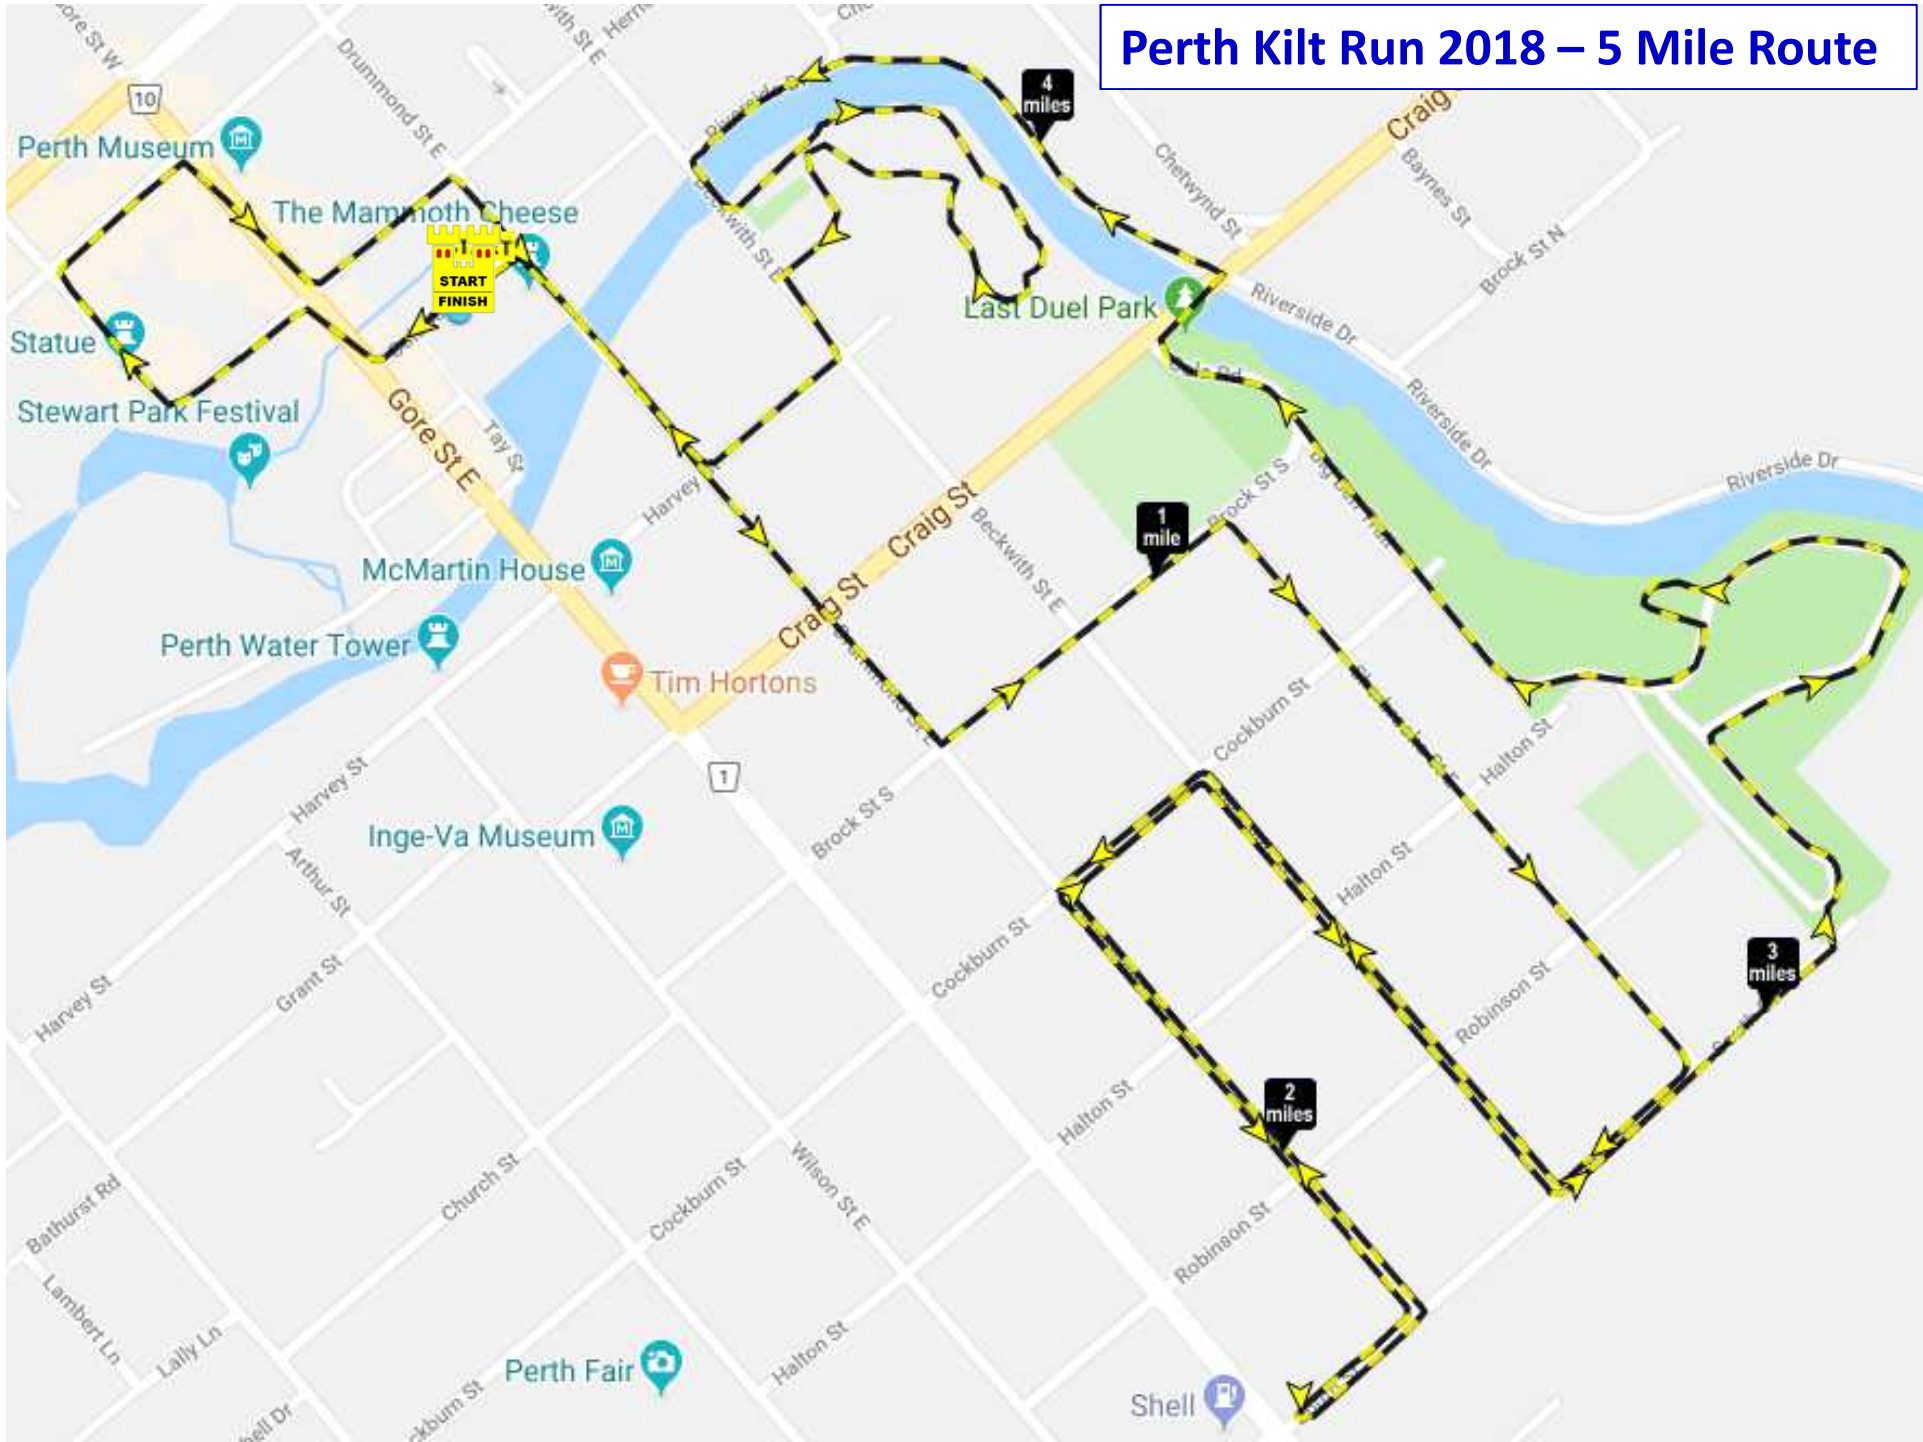 Perth Kilt Run 2018 – 5 Mile Route
10
Drummond St E
Perth Museum
4
miles
The Mammoth Cheese
START
FINISH
Craig
Baynes St
Chetwynd St
Brock St N
Beckwith St E
Last Duel Park
Riverside Dr
Statue
Stewart Park Festival
Gore St E
Tay St
Riverside Dr
Riverside Dr
Harvey
Craig St
1
mile
Brock St S
McMartin House
Beckwith St E
Craig St
Perth Water Tower
Tim Hortons
Cockburn St
Halton St
1
Harvey St
Brock St S
Inge-Va Museum
Arthur St
Halton St
Cockburn St
Grant St
Harvey St
Robinson St
3
miles
2
miles
Halton St
Church St
Cockburn St
Wilson St E
Bathurst Rd
Robinson St
Lambert Ln
Lally Ln
Halton St
Perth Fair
Shell